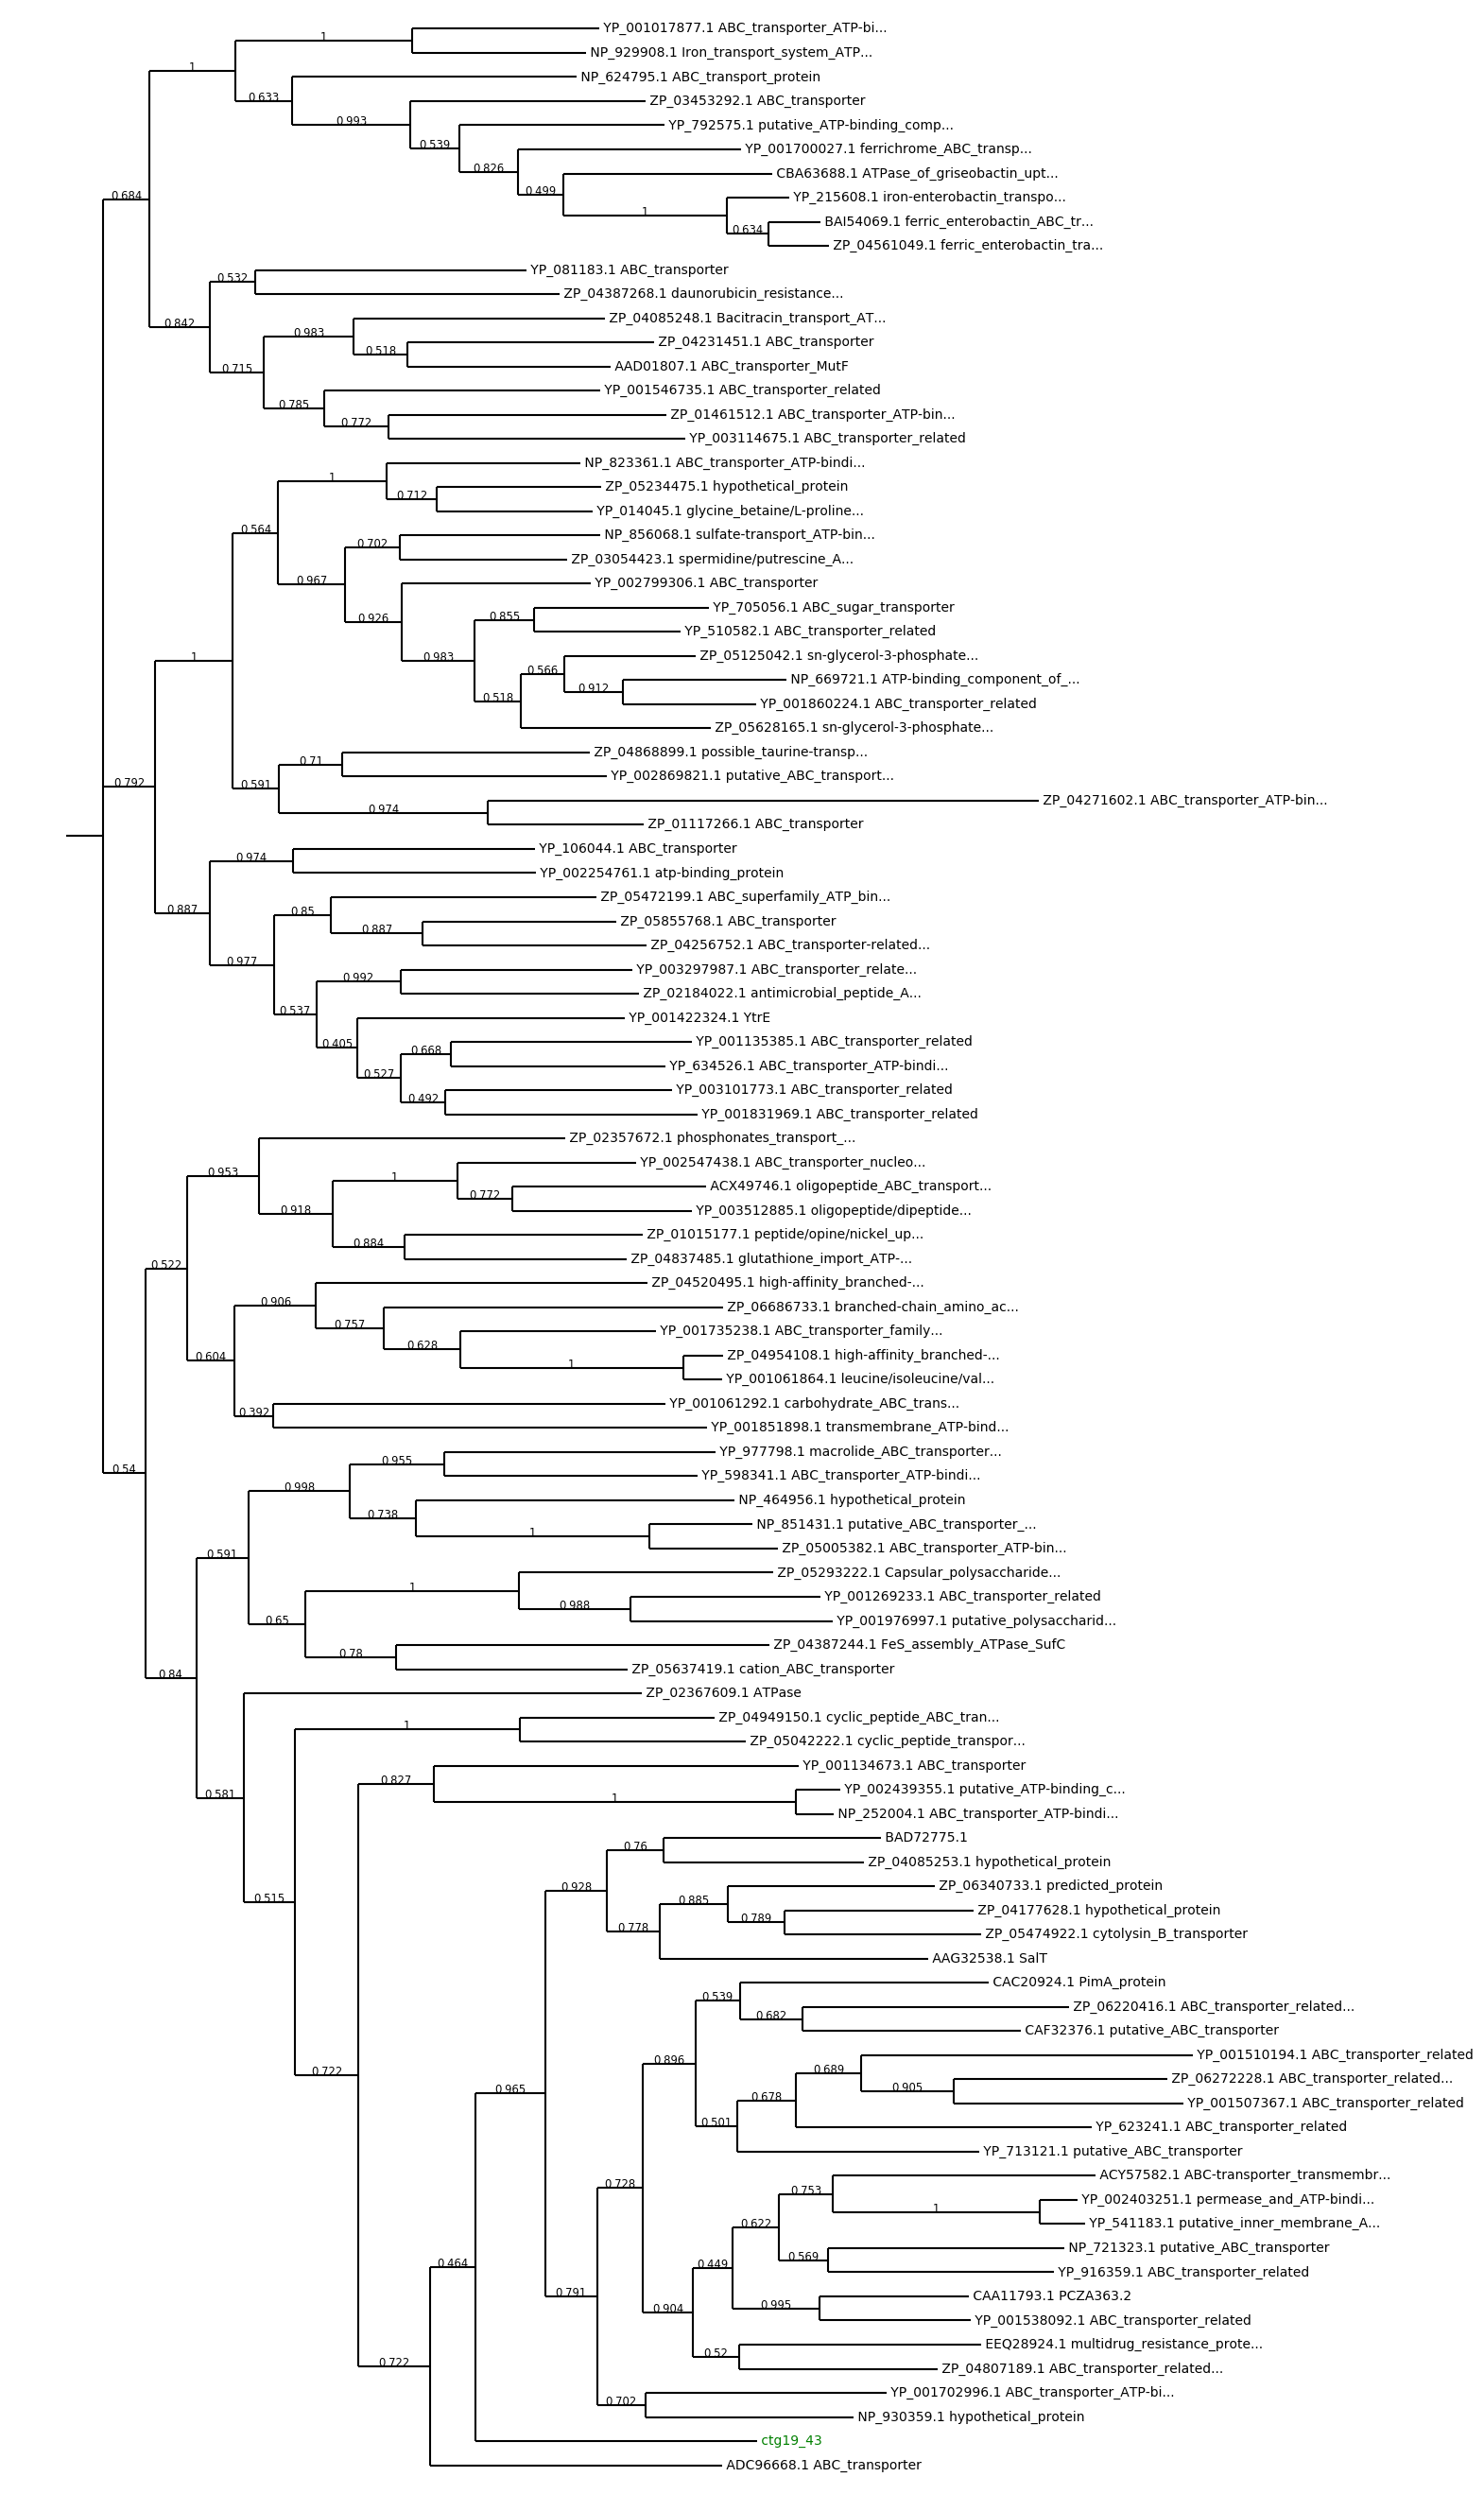 YP_001017877.1 ABC_transporter_ATP-bi...
1
NP_929908.1 Iron_transport_system_ATP...
1
NP_624795.1 ABC_transport_protein
0.633
ZP_03453292.1 ABC_transporter
0.993
YP_792575.1 putative_ATP-binding_comp...
0.539
YP_001700027.1 ferrichrome_ABC_transp...
0.826
CBA63688.1 ATPase_of_griseobactin_upt...
0.499
YP_215608.1 iron-enterobactin_transpo...
0.684
1
BAI54069.1 ferric_enterobactin_ABC_tr...
0.634
ZP_04561049.1 ferric_enterobactin_tra...
YP_081183.1 ABC_transporter
0.532
ZP_04387268.1 daunorubicin_resistance...
ZP_04085248.1 Bacitracin_transport_AT...
0.842
0.983
ZP_04231451.1 ABC_transporter
0.518
AAD01807.1 ABC_transporter_MutF
0.715
YP_001546735.1 ABC_transporter_related
0.785
ZP_01461512.1 ABC_transporter_ATP-bin...
0.772
YP_003114675.1 ABC_transporter_related
NP_823361.1 ABC_transporter_ATP-bindi...
1
ZP_05234475.1 hypothetical_protein
0.712
YP_014045.1 glycine_betaine/L-proline...
0.564
NP_856068.1 sulfate-transport_ATP-bin...
0.702
ZP_03054423.1 spermidine/putrescine_A...
0.967
YP_002799306.1 ABC_transporter
YP_705056.1 ABC_sugar_transporter
0.855
0.926
YP_510582.1 ABC_transporter_related
1
0.983
ZP_05125042.1 sn-glycerol-3-phosphate...
0.566
NP_669721.1 ATP-binding_component_of_...
0.912
0.518
YP_001860224.1 ABC_transporter_related
ZP_05628165.1 sn-glycerol-3-phosphate...
ZP_04868899.1 possible_taurine-transp...
0.71
YP_002869821.1 putative_ABC_transport...
0.792
0.591
ZP_04271602.1 ABC_transporter_ATP-bin...
0.974
ZP_01117266.1 ABC_transporter
YP_106044.1 ABC_transporter
0.974
YP_002254761.1 atp-binding_protein
ZP_05472199.1 ABC_superfamily_ATP_bin...
0.887
0.85
ZP_05855768.1 ABC_transporter
0.887
ZP_04256752.1 ABC_transporter-related...
0.977
YP_003297987.1 ABC_transporter_relate...
0.992
ZP_02184022.1 antimicrobial_peptide_A...
0.537
YP_001422324.1 YtrE
0.405
YP_001135385.1 ABC_transporter_related
0.668
YP_634526.1 ABC_transporter_ATP-bindi...
0.527
YP_003101773.1 ABC_transporter_related
0.492
YP_001831969.1 ABC_transporter_related
ZP_02357672.1 phosphonates_transport_...
0.953
YP_002547438.1 ABC_transporter_nucleo...
1
ACX49746.1 oligopeptide_ABC_transport...
0.772
0.918
YP_003512885.1 oligopeptide/dipeptide...
ZP_01015177.1 peptide/opine/nickel_up...
0.884
ZP_04837485.1 glutathione_import_ATP-...
0.522
ZP_04520495.1 high-affinity_branched-...
0.906
ZP_06686733.1 branched-chain_amino_ac...
0.757
YP_001735238.1 ABC_transporter_family...
0.628
0.604
ZP_04954108.1 high-affinity_branched-...
1
YP_001061864.1 leucine/isoleucine/val...
YP_001061292.1 carbohydrate_ABC_trans...
0.392
YP_001851898.1 transmembrane_ATP-bind...
YP_977798.1 macrolide_ABC_transporter...
0.54
0.955
YP_598341.1 ABC_transporter_ATP-bindi...
0.998
NP_464956.1 hypothetical_protein
0.738
NP_851431.1 putative_ABC_transporter_...
1
ZP_05005382.1 ABC_transporter_ATP-bin...
0.591
ZP_05293222.1 Capsular_polysaccharide...
1
YP_001269233.1 ABC_transporter_related
0.988
0.65
YP_001976997.1 putative_polysaccharid...
ZP_04387244.1 FeS_assembly_ATPase_SufC
0.78
ZP_05637419.1 cation_ABC_transporter
0.84
ZP_02367609.1 ATPase
ZP_04949150.1 cyclic_peptide_ABC_tran...
1
ZP_05042222.1 cyclic_peptide_transpor...
YP_001134673.1 ABC_transporter
0.827
0.581
YP_002439355.1 putative_ATP-binding_c...
1
NP_252004.1 ABC_transporter_ATP-bindi...
BAD72775.1
0.76
ZP_04085253.1 hypothetical_protein
0.928
ZP_06340733.1 predicted_protein
0.515
0.885
ZP_04177628.1 hypothetical_protein
0.789
0.778
ZP_05474922.1 cytolysin_B_transporter
AAG32538.1 SalT
CAC20924.1 PimA_protein
0.539
ZP_06220416.1 ABC_transporter_related...
0.682
CAF32376.1 putative_ABC_transporter
YP_001510194.1 ABC_transporter_related
0.896
0.722
0.689
ZP_06272228.1 ABC_transporter_related...
0.965
0.905
0.678
YP_001507367.1 ABC_transporter_related
0.501
YP_623241.1 ABC_transporter_related
YP_713121.1 putative_ABC_transporter
ACY57582.1 ABC-transporter_transmembr...
0.728
0.753
YP_002403251.1 permease_and_ATP-bindi...
1
YP_541183.1 putative_inner_membrane_A...
0.622
NP_721323.1 putative_ABC_transporter
0.569
0.464
0.449
YP_916359.1 ABC_transporter_related
0.791
CAA11793.1 PCZA363.2
0.995
0.904
YP_001538092.1 ABC_transporter_related
EEQ28924.1 multidrug_resistance_prote...
0.52
0.722
ZP_04807189.1 ABC_transporter_related...
YP_001702996.1 ABC_transporter_ATP-bi...
0.702
NP_930359.1 hypothetical_protein
ctg19_43
ADC96668.1 ABC_transporter